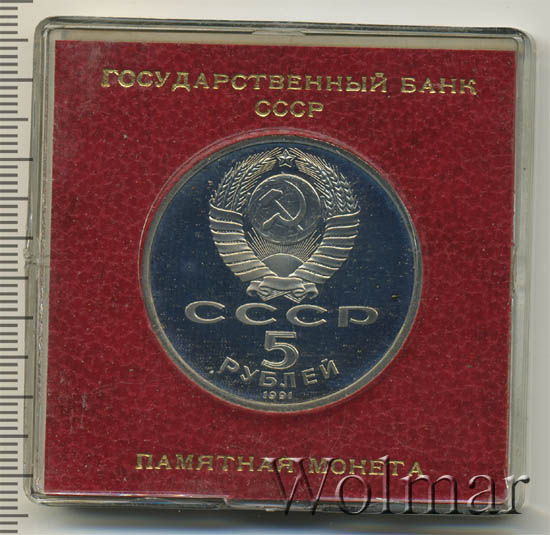 ГОСУДАРСТВЕННЫЙ БАНК
СССР
СССР
5
РУБЛЕЙ
1991
ПАМЯТНАЯ МОНЕТА
Wolmar